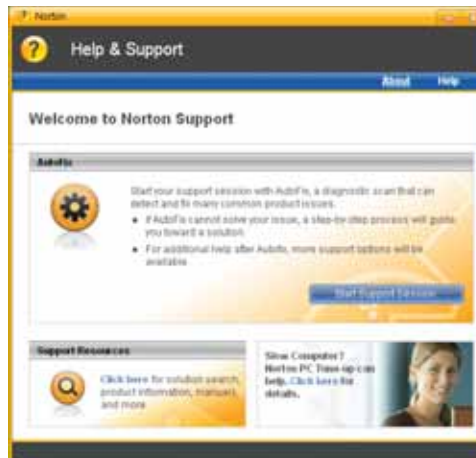 Norton
Help & Support
About Help
Welcome to Norton Support
Autofix
Start your support session with Autofix, a diagnostic scan that can
detect and fix many common product issues.
If Autofix cannot solve your issue, a step-by-step process will guide
you toward a solution.
For additional help after Autofix, more support options will be
available
Start Support Session
Support Resources
Click here for solution search,
product information, manuals,
and more
Slow Computer?
Norton PC Tune-up can
help. Click here for
details.